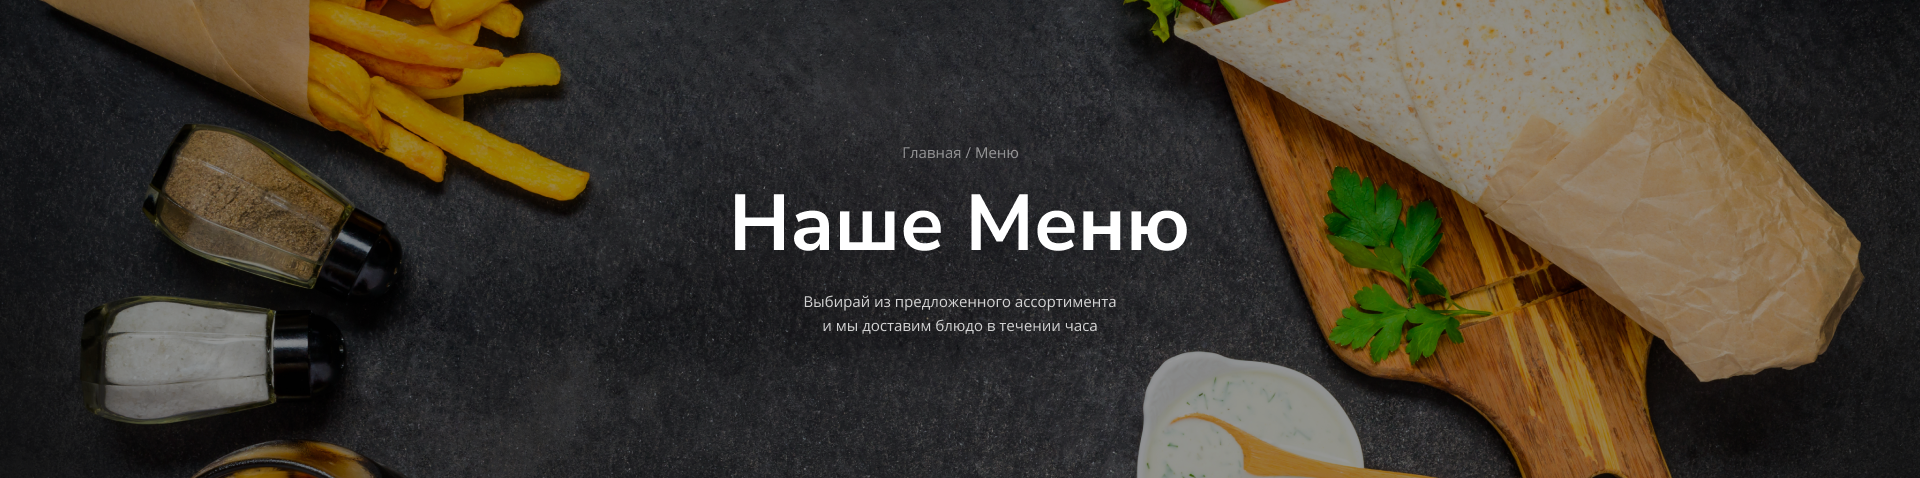 Главная / Меню
Наше Меню
Выбирай из предложенного ассортимента
и мы доставим блюдо в течении часа